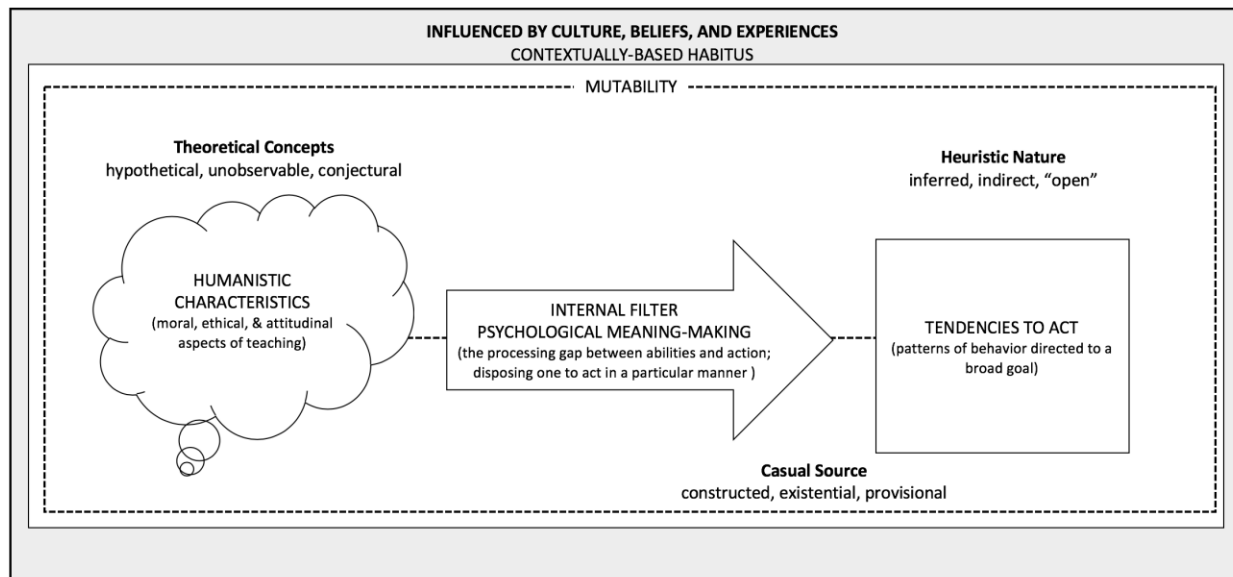 INFLUENCED BY CULTURE, BELIEFS, AND EXPERIENCES
CONTEXTUALLY-BASED HABITUS
MUTABILITY
Theoretical Concepts
hypothetical, unobservable, conjectural
Heuristic Nature
inferred, indirect, “open”
HUMANISTIC
CHARACTERISTICS
(moral, ethical, & attitudinal
aspects of teaching)
INTERNAL FILTER
PSYCHOLOGICAL MEANING-MAKING
(the processing gap between abilities and action;
disposing one to act in a particular manner )
TENDENCIES TO ACT
(patterns of behavior directed to a
broad goal)
Casual Source
constructed, existential, provisional